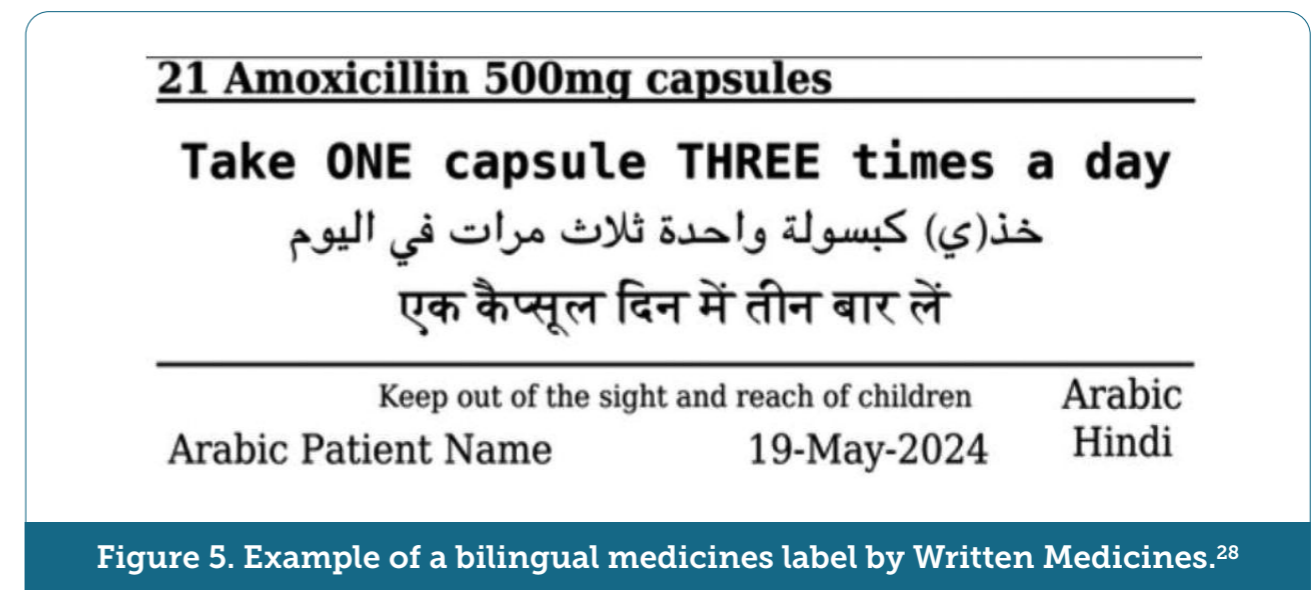 21 Amoxicillin 500mg capsules
Take ONE capsule THREE times a day
خذ(ي) كبسولة واحدة ثلاث مرات في اليوم
एक कैप्सूल दिन में तीन बार लें
Keep out of the sight and reach of children
Arabic
Hindi
Arabic Patient Name 19-May-2024
Figure 5. Example of a bilingual medicines label by Written Medicines.28